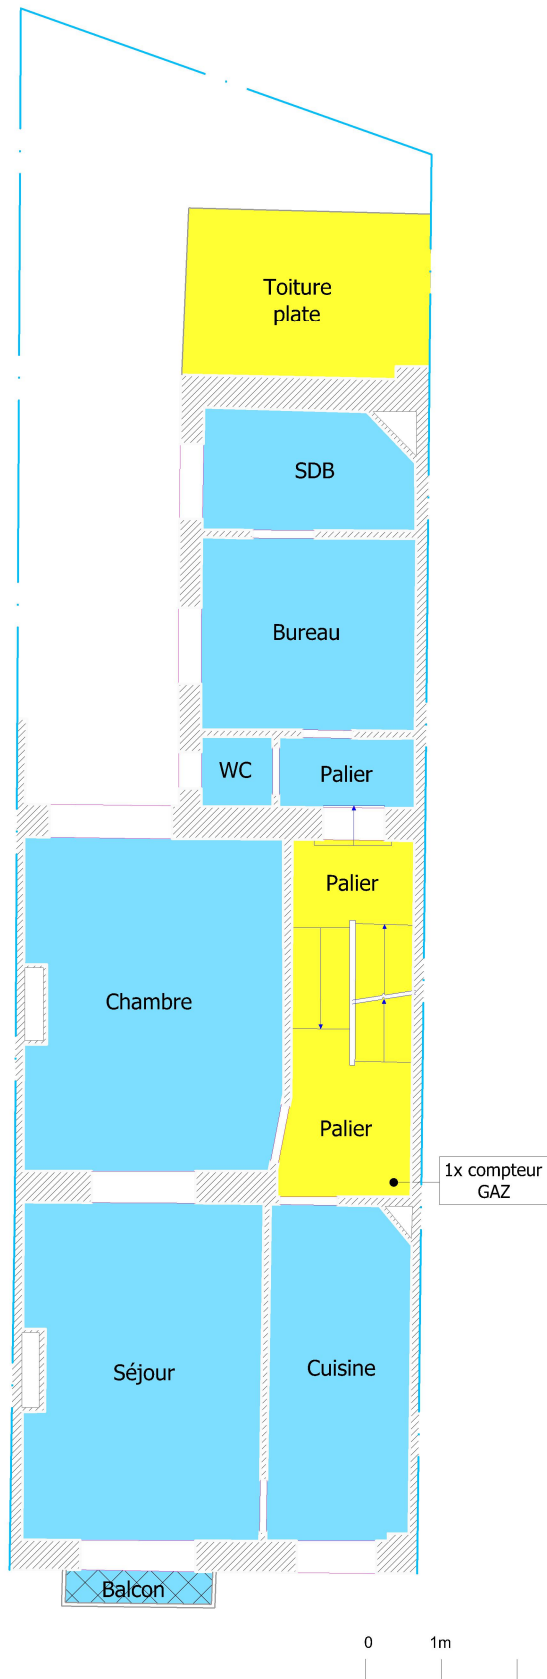 Toiture
plate
SDB
Bureau
WC
Palier
Palier
Chambre
Palier
1x compteur
GAZ
Séjour
Cuisine
Balcon
0 1m